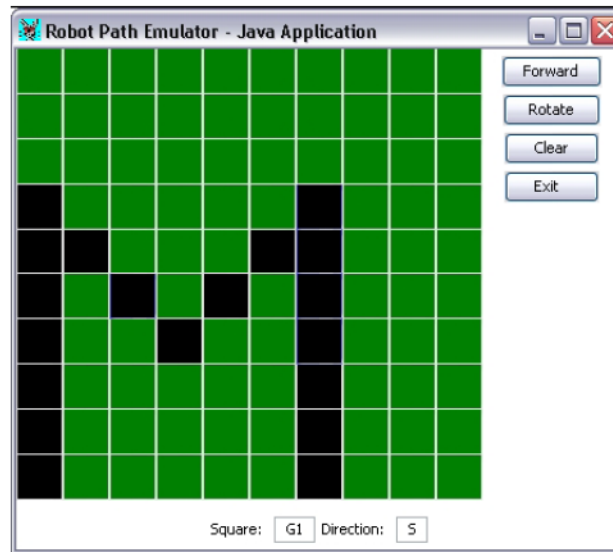 Robot Path Emulator - Java Application
Forward
Rotate
Clear
Exit
Square: G1 Direction: S